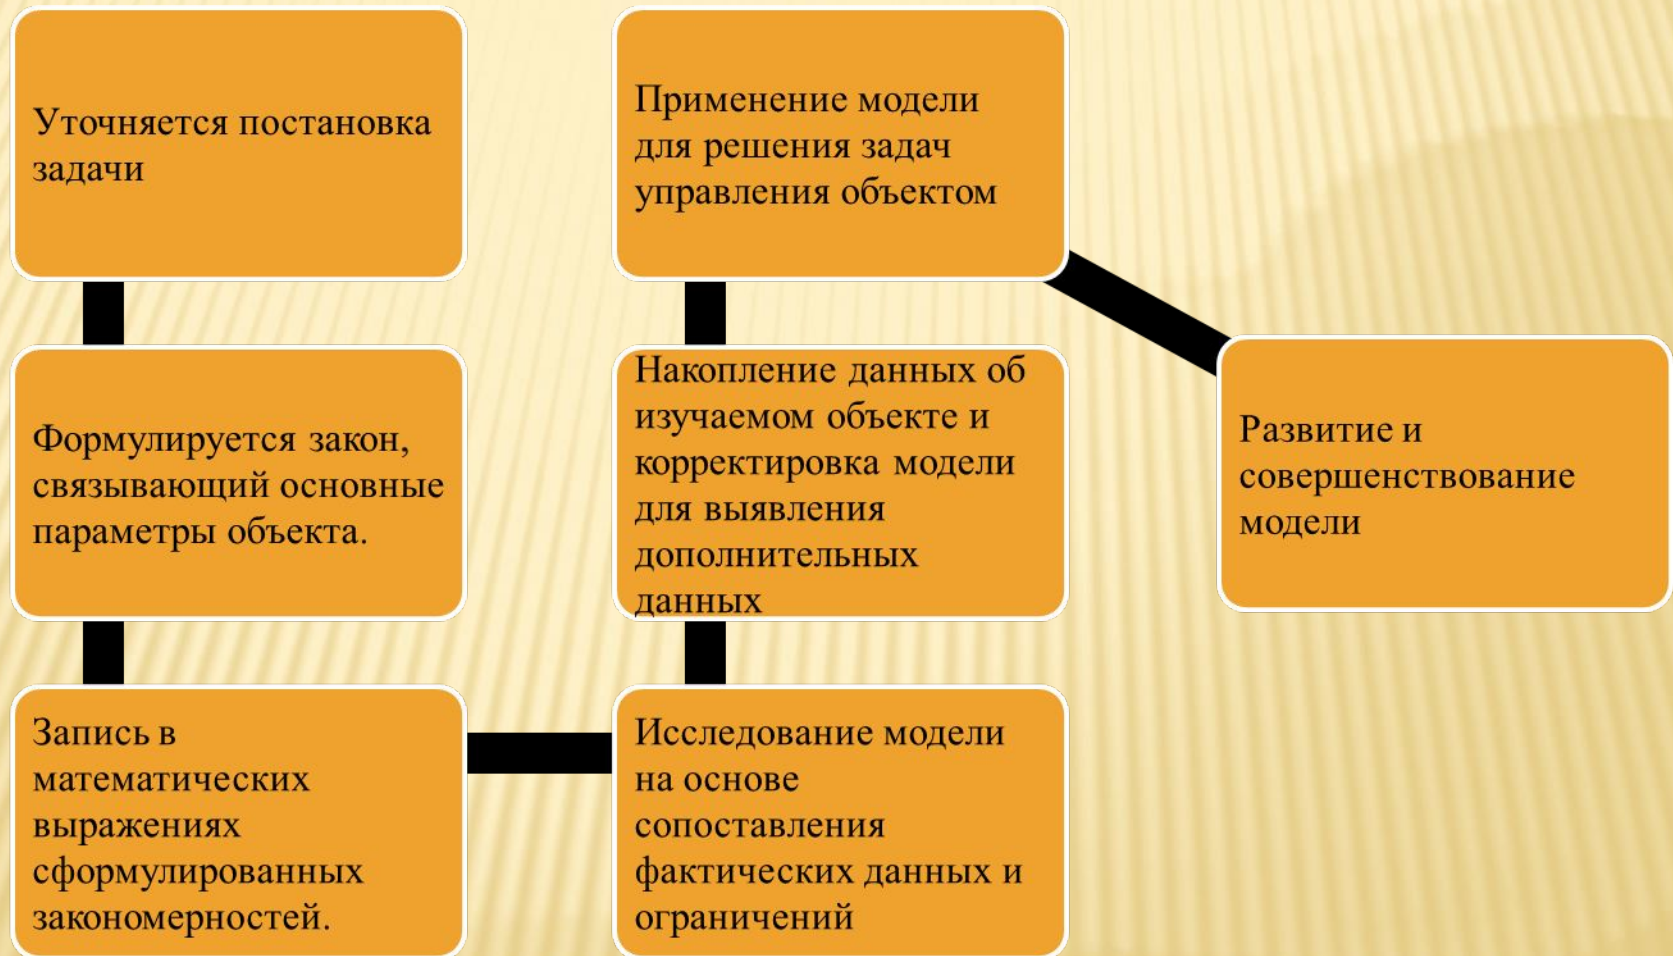 Уточняется постановка
задачи
Формулируется закон,
связывающий основные
параметры объекта.
Запись в
математических
выражениях
сформулированных
закономерностей.
Исследование модели
на основе
сопоставления
фактических данных и
ограничений
Накопление данных об
изучаемом объекте и
корректировка модели
для выявления
дополнительных
данных
Применение модели
для решения задач
управления объектом
Развитие и
совершенствование
модели